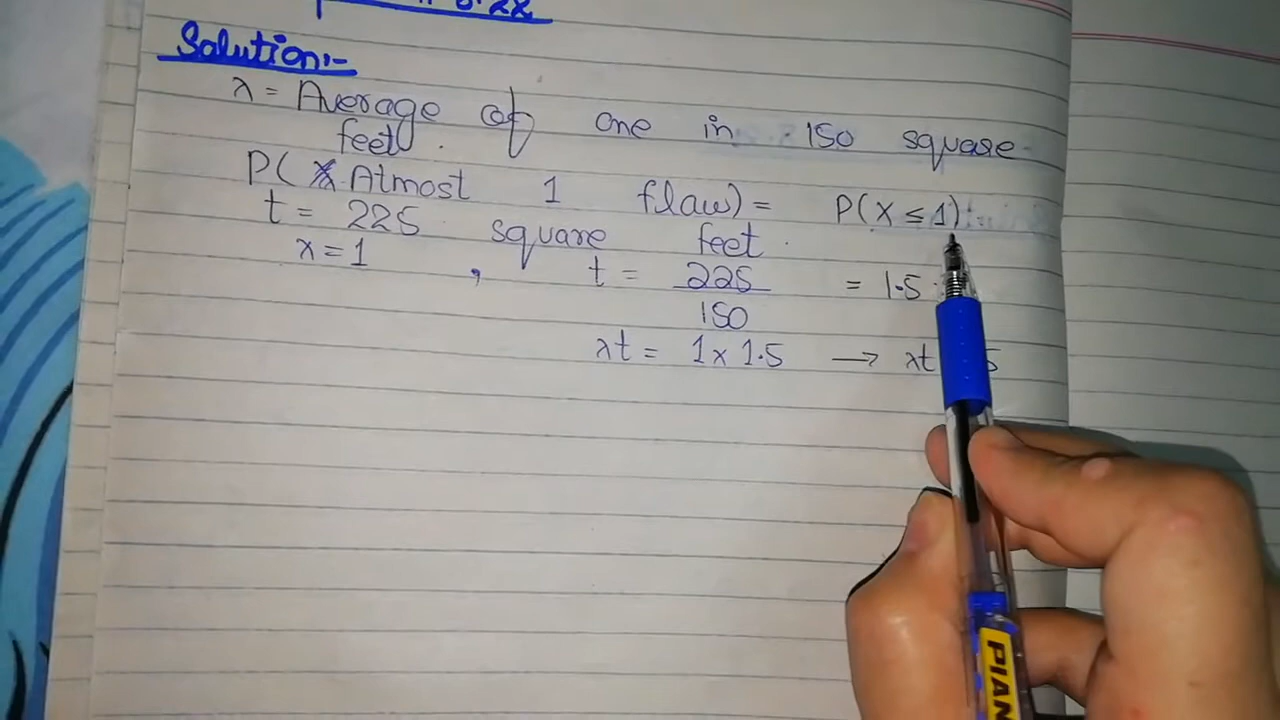 Solution:-
λ = Average of one in 150 square
feet.
P( Atmost 1 flaw) = P(X ≤ 1)
t = 225 square feet.
x = 1 , t = 225/150 = 1.5
λt = 1 x 1.5 → λt
PIAN